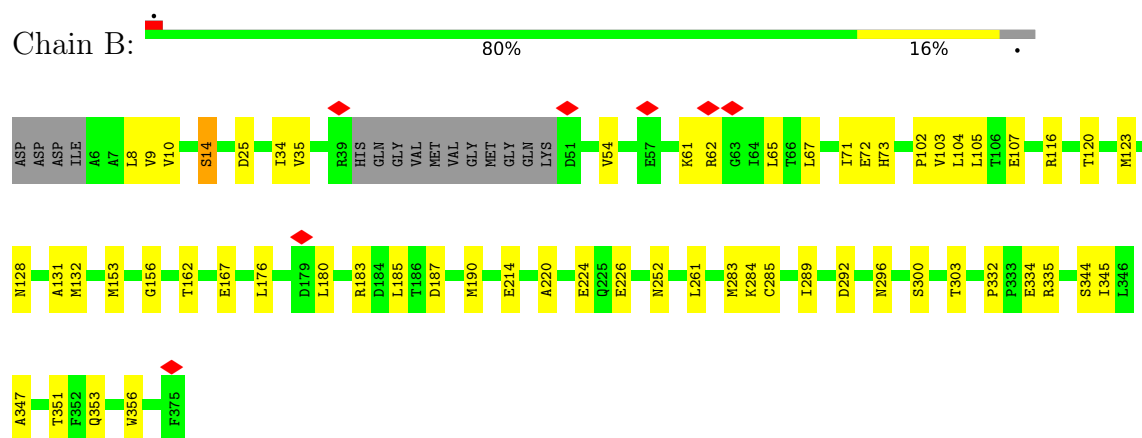 Chain B: 80% 16%
ASP ASP ASP ILE A6 A7 L8 V9 V10 S14 D25 I34 V35 R39 HIS GLN GLY VAL MET VAL GLY MET GLY GLN LYS D51 V54 E57 K61 R62 G63 I64 L65 T66 L67 I71 E72 H73 P102 V103 L104 L105 T106 E107 R116 T120 M123
N128 A131 M132 M153 G156 T162 E167 L176 D179 L180 R183 D184 L185 T186 D187 M190 E214 A220 E224 Q225 E226 N252 L261 M283 K284 C285 I289 D292 N296 S300 T303 P332 P333 E334 R335 S344 I345 L346
A347 T351 F352 Q353 W356 F375